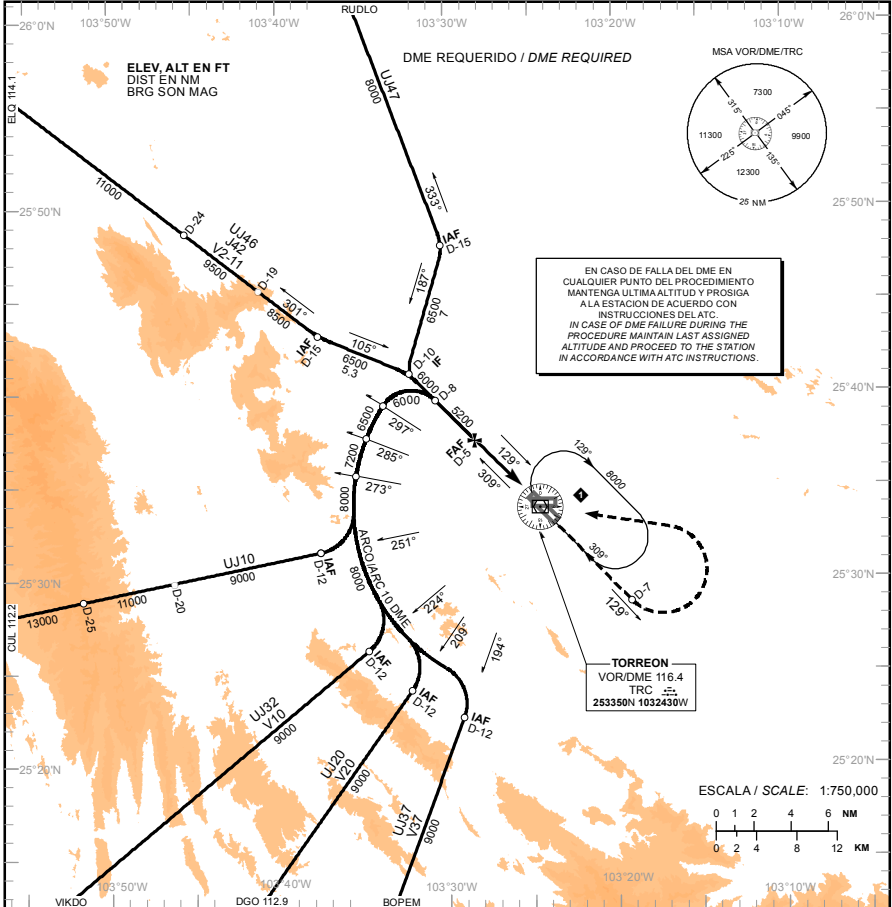 103°50'W
103°40'W
RUDLO
103°30'W
103°20'W
103°10'W
26°0'N
26°0'N
ELEV, ALT EN FT
DIST EN NM
BRG SON MAG
DME REQUERIDO / DME REQUIRED
MSA VOR/DME/TRC
7300
315°
045°
11300
9900
225°
135°
12300
25 NM
ELQ 114.1
UJ47
8000
333°
25°50'N
25°50'N
11000
D-24
UJ46
J42
V2-11
9500
D-19
301°
8500
IAF
D-15
IAF
D-15
187°
6500
7
105°
6500
5.3
D-10
IF
6000
D-8
EN CASO DE FALLA DEL DME EN
CUALQUIER PUNTO DEL PROCEDIMIENTO
MANTENGA ULTIMA ALTITUD Y PROSIGA
A LA ESTACION DE ACUERDO CON
INSTRUCCIONES DEL ATC.
IN CASE OF DME FAILURE DURING THE
PROCEDURE MAINTAIN LAST ASSIGNED
ALTITUDE AND PROCEED TO THE STATION
IN ACCORDANCE WITH ATC INSTRUCTIONS.
25°40'N
25°40'N
6000
5200
FAF
D-5
129°
309°
6500
297°
7200
285°
8000
273°
129°
8000
1
309°
D-7
129°
251°
ARCO/ARC 10 DME
8000
UJ10
9000
IAF
D-12
D-20
11000
D-25
13000
CUL 112.2
25°30'N
25°30'N
224°
209°
194°
IAF
D-12
IAF
D-12
IAF
D-12
UJ32
V10
9000
UJ20
V20
9000
UJ37
V37
9000
TORREON
VOR/DME 116.4
TRC
253350N 1032430W
25°20'N
25°20'N
ESCALA / SCALE: 1:750,000
0 1 2 4 6 NM
0 2 4 8 12 KM
103°50'W
103°40'W
103°30'W
103°20'W
103°10'W
VIKDO
DGO 112.9
BOPEM